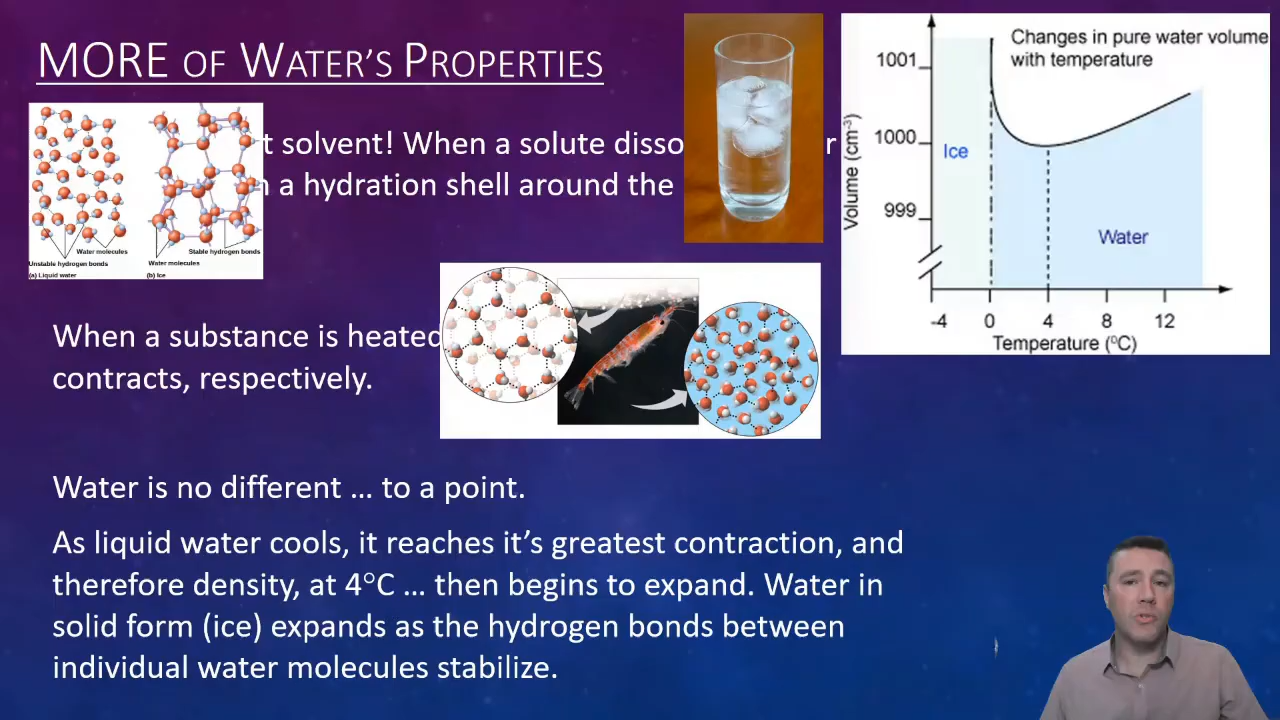 MORE OF WATER'S PROPERTIES
t solvent! When a solute disso r
a hydration shell around the
Water molecules
Unstable hydrogen bonds
(a) Liquid water
Stable hydrogen bonds
Water molecules
(b) Ice
Changes in pure water volume
with temperature
Volume (cm-3)
1001
1000
999
Ice
Water
-4 0 4 8 12
Temperature (°C)
When a substance is heated
contracts, respectively.
Water is no different … to a point.
As liquid water cools, it reaches it's greatest contraction, and
therefore density, at 4°C … then begins to expand. Water in
solid form (ice) expands as the hydrogen bonds between
individual water molecules stabilize.